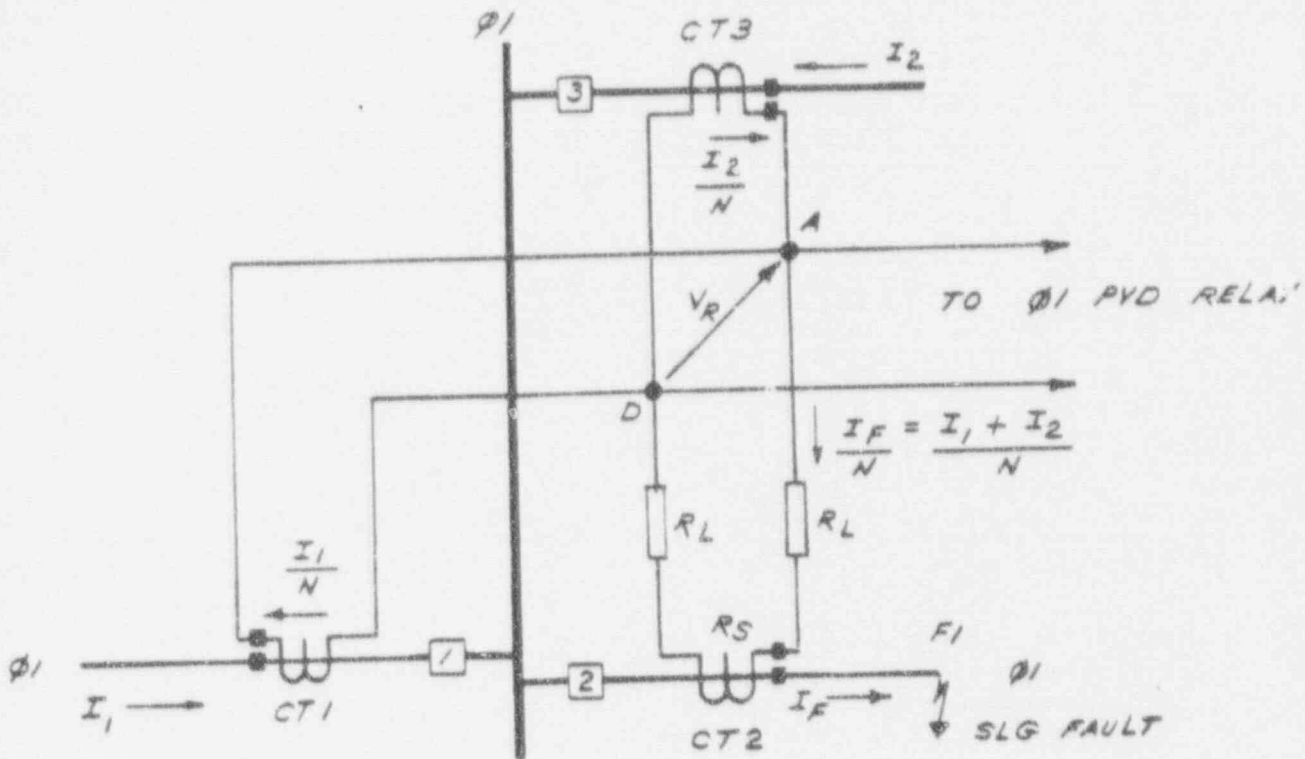 Ø1
CT3
I2
3
I2
N
A
VR
TO Ø1 PVD RELAY
D
IF = I1 + I2
N N
RL
RL
I1
N
RS
F1
Ø1
1
2
Ø1
I1
CT1
IF
CT2
SLG FAULT